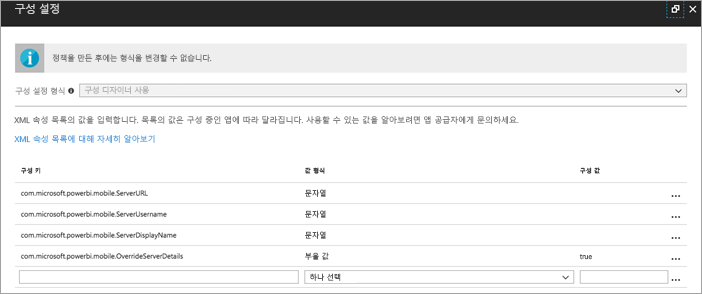 구성 설정
정책을 만든 후에는 형식을 변경할 수 없습니다.
구성 설정 형식 구성 디자이너 사용
XML 속성 목록의 값을 입력합니다. 목록의 값은 구성 중인 앱에 따라 달라집니다. 사용할 수 있는 값을 알아보려면 앱 공급자에게 문의하세요.
XML 속성 목록에 대해 자세히 알아보기
구성 키 값 형식 구성 값
com.microsoft.powerbi.mobile.ServerURL 문자열 ...
com.microsoft.powerbi.mobile.ServerUsername 문자열 ...
com.microsoft.powerbi.mobile.ServerDisplayName 문자열 ...
com.microsoft.powerbi.mobile.OverrideServerDetails 부울 값 true ...
하나 선택 ...